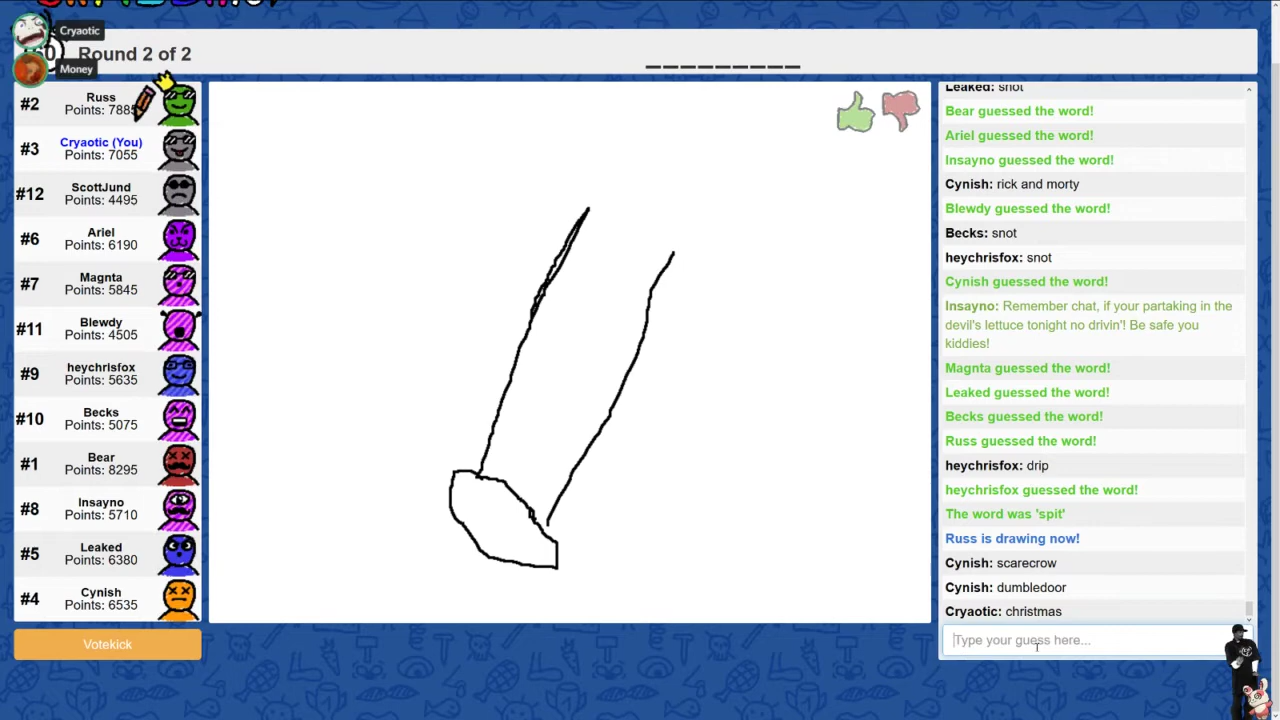 Cryaotic
Round 2 of 2
Money
_________
#2
Russ
Points: 7885
#3
Cryaotic (You)
Points: 7055
#12
ScottJund
Points: 4495
#6
Ariel
Points: 6190
#7
Magnta
Points: 5845
#11
Blewdy
Points: 4505
#9
heychrisfox
Points: 5635
#10
Becks
Points: 5075
#1
Bear
Points: 8295
#8
Insayno
Points: 5710
#5
Leaked
Points: 6380
#4
Cynish
Points: 6535
Votekick
Leaked: snot
Bear guessed the word!
Ariel guessed the word!
Insayno guessed the word!
Cynish: rick and morty
Blewdy guessed the word!
Becks: snot
heychrisfox: snot
Cynish guessed the word!
Insayno: Remember chat, if your partaking in the
devil's lettuce tonight no drivin'! Be safe you
kiddies!
Magnta guessed the word!
Leaked guessed the word!
Becks guessed the word!
Russ guessed the word!
heychrisfox: drip
heychrisfox guessed the word!
The word was 'spit'
Russ is drawing now!
Cynish: scarecrow
Cynish: dumbledoor
Cryaotic: christmas
Type your guess here...